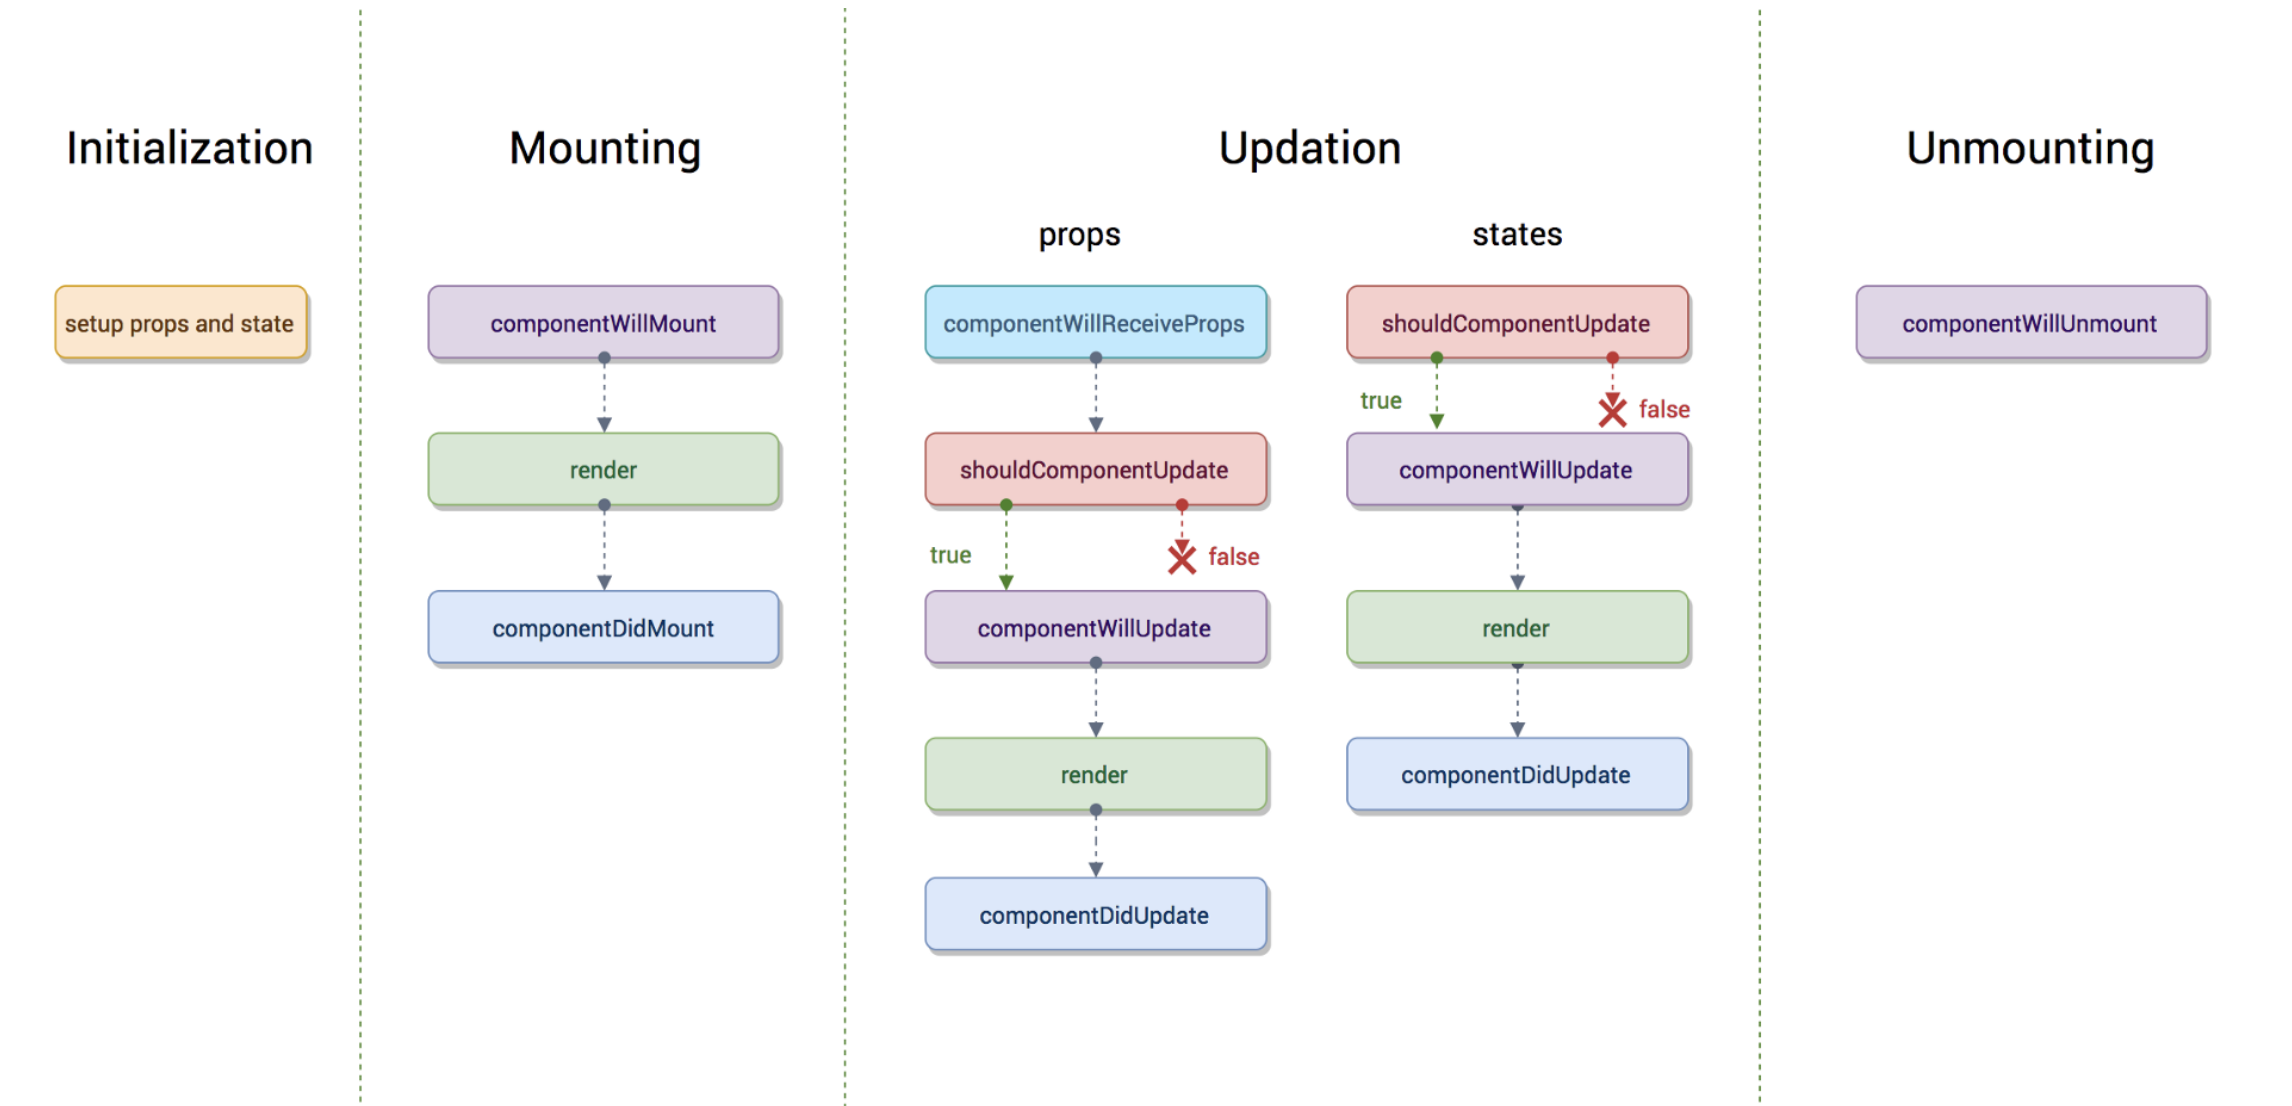 Initialization
Mounting
Updation
Unmounting
props
states
setup props and state
componentWillMount
render
componentDidMount
componentWillReceiveProps
shouldComponentUpdate
true
false
componentWillUpdate
render
componentDidUpdate
shouldComponentUpdate
true
false
componentWillUpdate
render
componentDidUpdate
componentWillUnmount